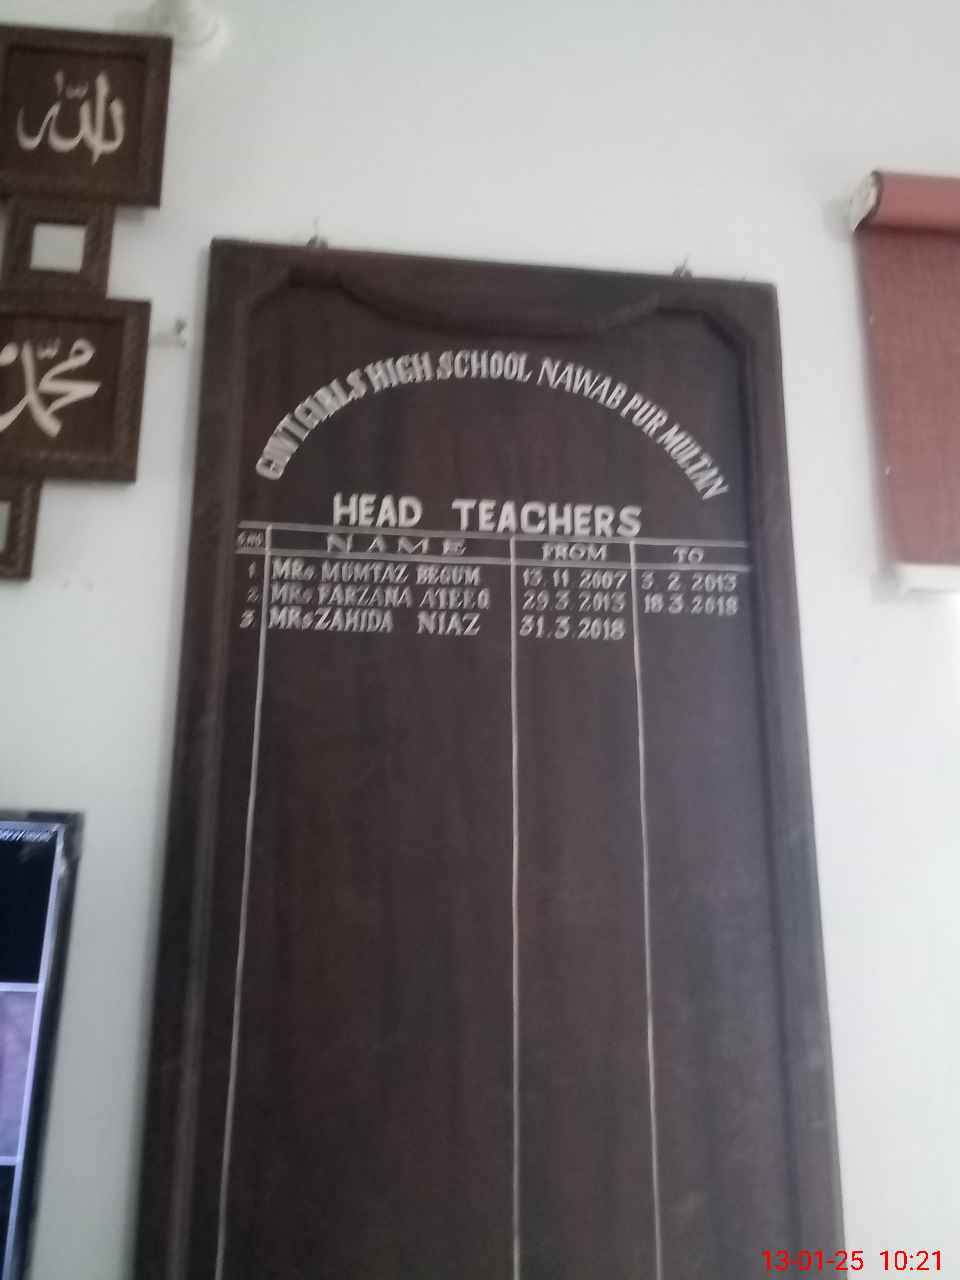 الله
محمد
GOVT GIRLS HIGH SCHOOL NAWAB PUR MULTAN
HEAD TEACHERS
S.NO. NAME FROM TO
1. MRs MUMTAZ BEGUM 13.11.2007 3.2.2013
2. MRs FARZANA ATEEQ 29.3.2013 18.3.2018
3. MRs ZAHIDA NIAZ 31.3.2018
13-01-25 10:21